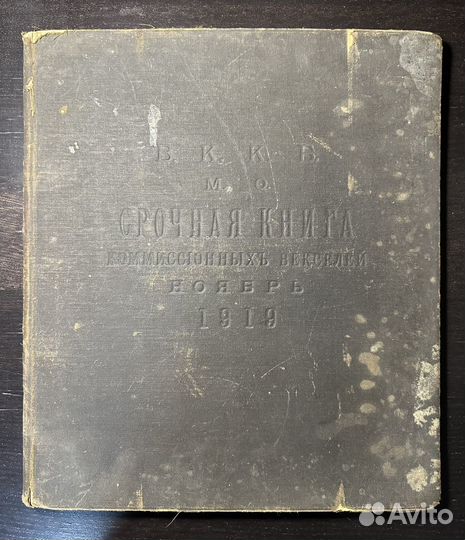 В. К. К. Б.
М. О.
СРОЧНАЯ КНИГА
КОММИССІОННЫХЪ ВЕКСЕЛЕЙ
НОЯБРЬ
1919
Avito